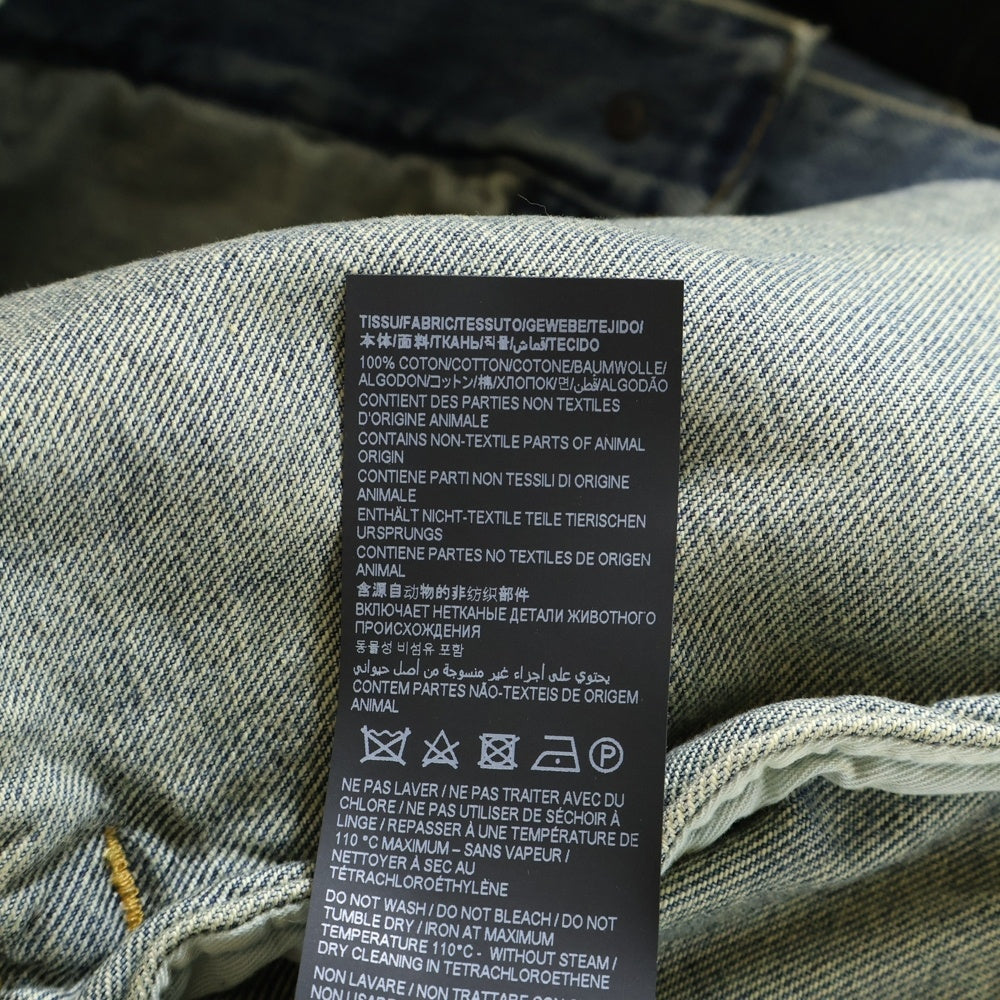 TISSU/FABRIC/TESSUTO/GEWEBE/TEJIDO/
本体/面料/ТКАНЬ/직물/قماش/TECIDO
100% COTON/COTTON/COTONE/BAUMWOLLE/
ALGODON/コットン/棉/ХЛОПОК/면/قطن/ALGODÃO
CONTIENT DES PARTIES NON TEXTILES
D'ORIGINE ANIMALE
CONTAINS NON-TEXTILE PARTS OF ANIMAL
ORIGIN
CONTIENE PARTI NON TESSILI DI ORIGINE
ANIMALE
ENTHÄLT NICHT-TEXTILE TEILE TIERISCHEN
URSPRUNGS
CONTIENE PARTES NO TEXTILES DE ORIGEN
ANIMAL
含源自动物的非纺织部件
ВКЛЮЧАЕТ НЕТКАНЫЕ ДЕТАЛИ ЖИВОТНОГО
ПРОИСХОЖДЕНИЯ
동물성 비섬유 포함
يحتوي على أجزاء غير منسوجة من أصل حيواني
CONTEM PARTES NÃO-TEXTEIS DE ORIGEM
ANIMAL
P
NE PAS LAVER / NE PAS TRAITER AVEC DU
CHLORE / NE PAS UTILISER DE SÉCHOIR À
LINGE / REPASSER À UNE TEMPÉRATURE DE
110 °C MAXIMUM – SANS VAPEUR /
NETTOYER À SEC AU
TÉTRACHLOROÉTHYLÈNE
DO NOT WASH / DO NOT BLEACH / DO NOT
TUMBLE DRY / IRON AT MAXIMUM
TEMPERATURE 110°C - WITHOUT STEAM /
DRY CLEANING IN TETRACHLOROETHENE
NON LAVARE / NON TRATTARE CON